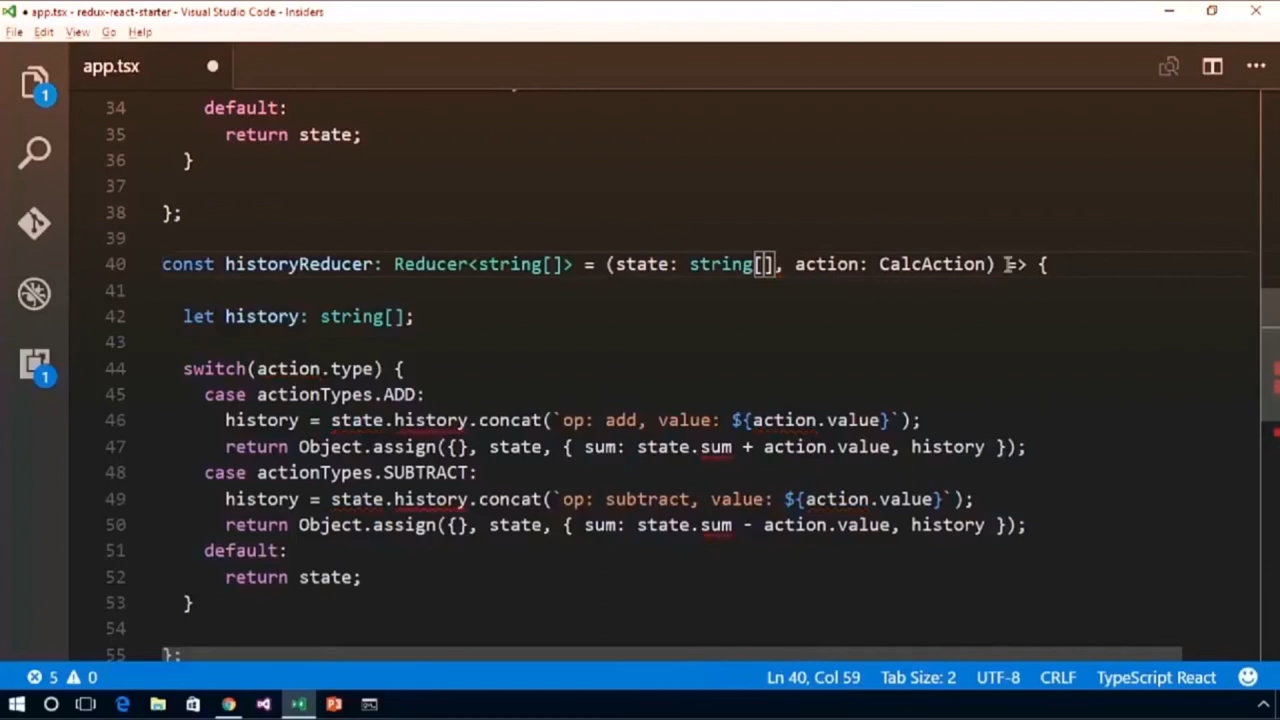 ● app.tsx - redux-react-starter - Visual Studio Code - Insiders
File Edit View Go Help
app.tsx
1
1
34 default:
35 return state;
36 }
37
38 };
39
40 const historyReducer: Reducer<string[]> = (state: string[], action: CalcAction) => {
41
42 let history: string[];
43
44 switch(action.type) {
45 case actionTypes.ADD:
46 history = state.history.concat(`op: add, value: ${action.value}`);
47 return Object.assign({}, state, { sum: state.sum + action.value, history });
48 case actionTypes.SUBTRACT:
49 history = state.history.concat(`op: subtract, value: ${action.value}`);
50 return Object.assign({}, state, { sum: state.sum - action.value, history });
51 default:
52 return state;
53 }
54
55 };
5 0 Ln 40, Col 59 Tab Size: 2 UTF-8 CRLF TypeScript React